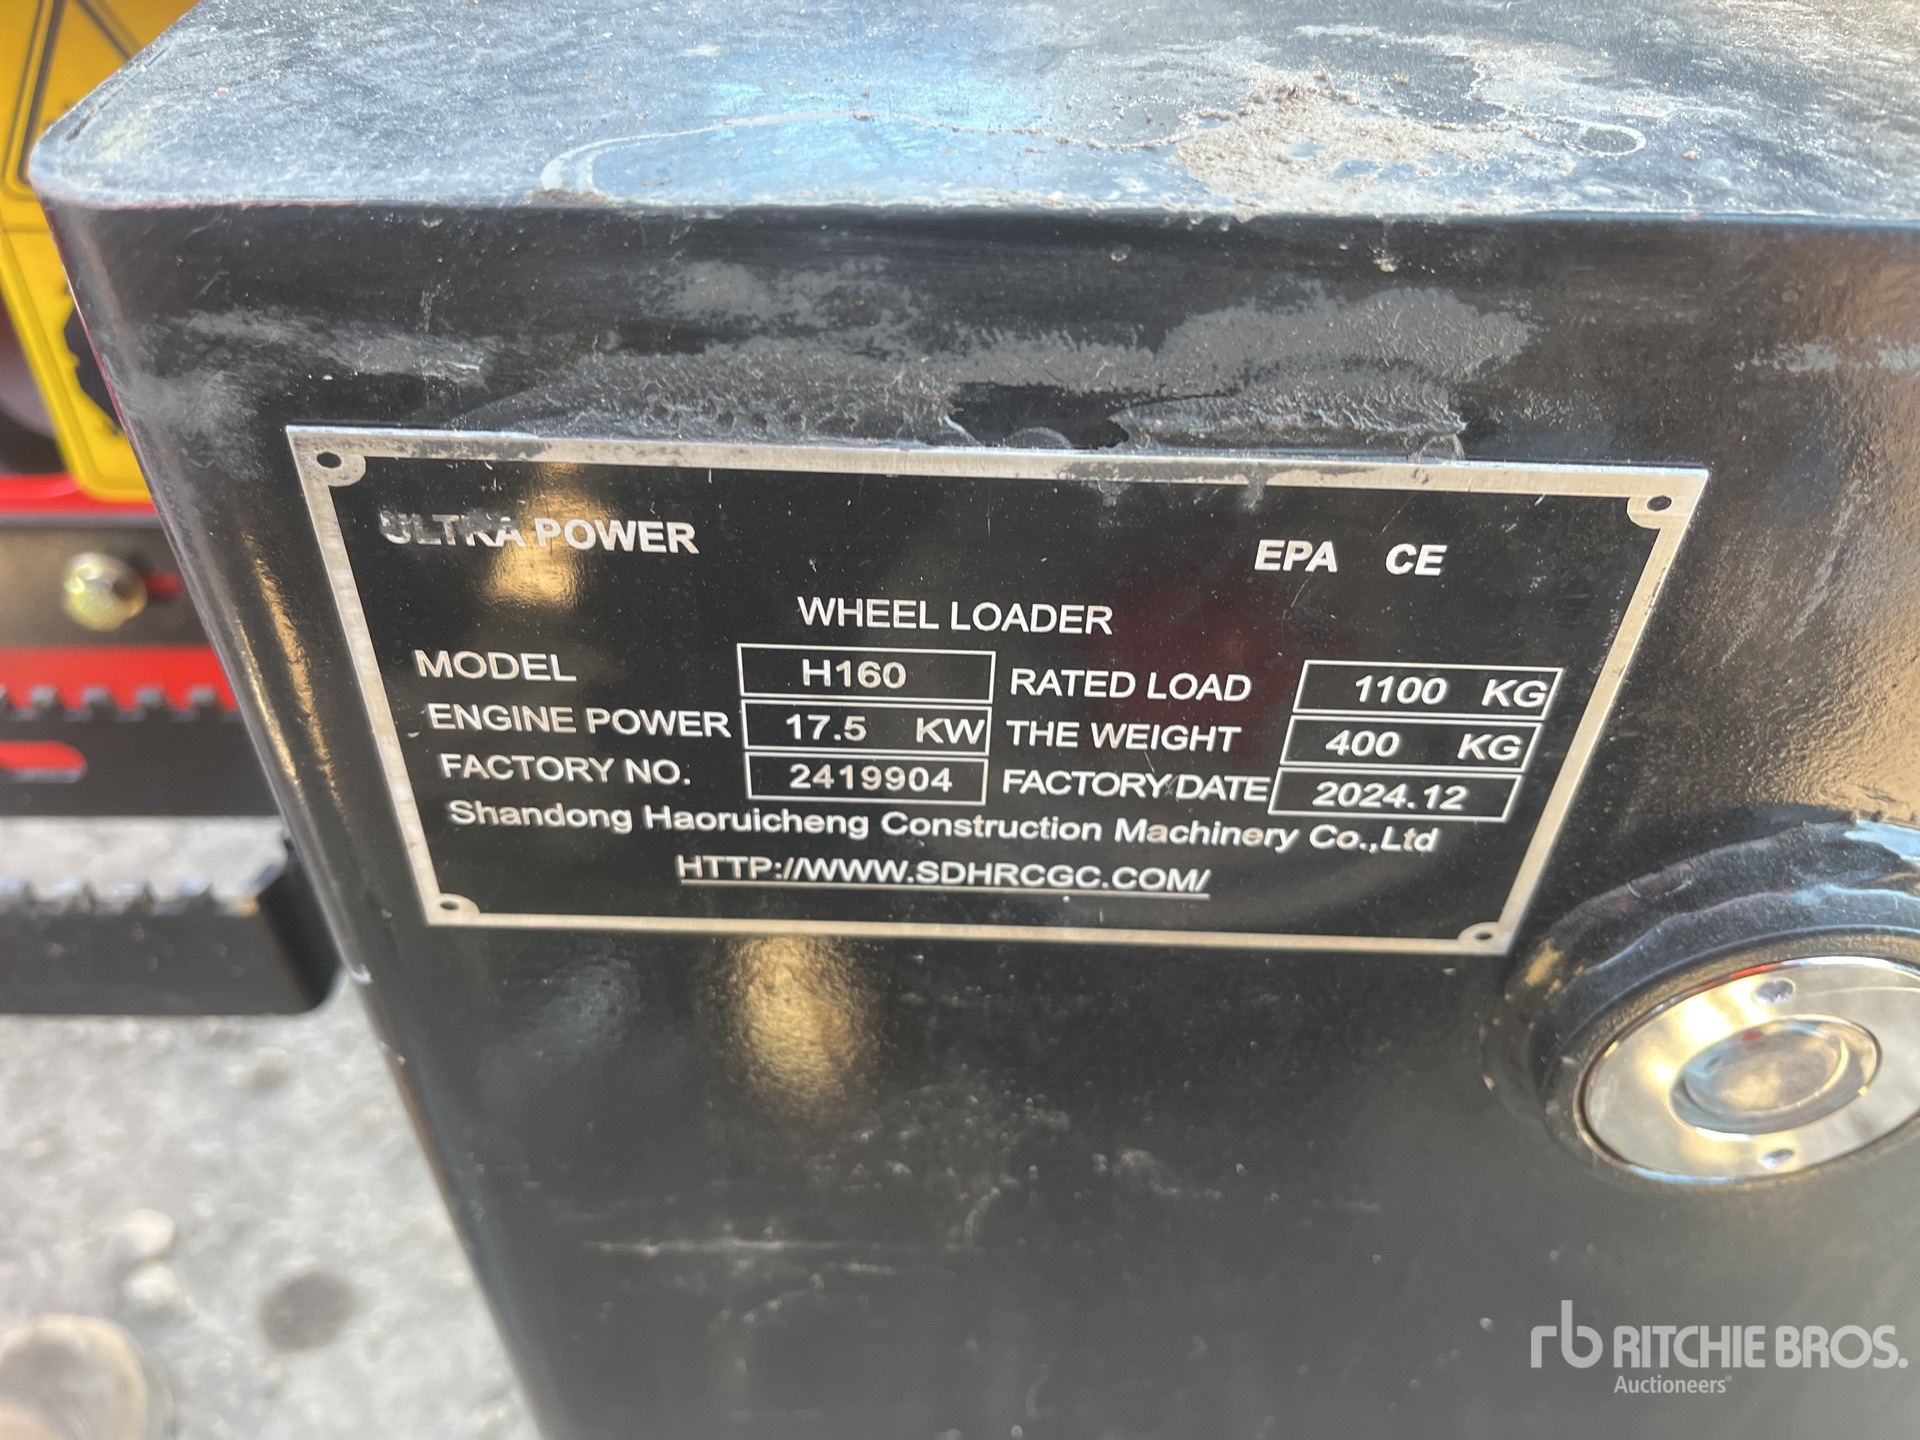 ULTRA POWER EPA CE
WHEEL LOADER
MODEL H160 RATED LOAD 1100 KG
ENGINE POWER 17.5 KW THE WEIGHT 400 KG
FACTORY NO. 2419904 FACTORY DATE 2024.12
Shandong Haoruicheng Construction Machinery Co.,Ltd
HTTP://WWW.SDHRCGC.COM/
rb RITCHIE BROS.
Auctioneers®